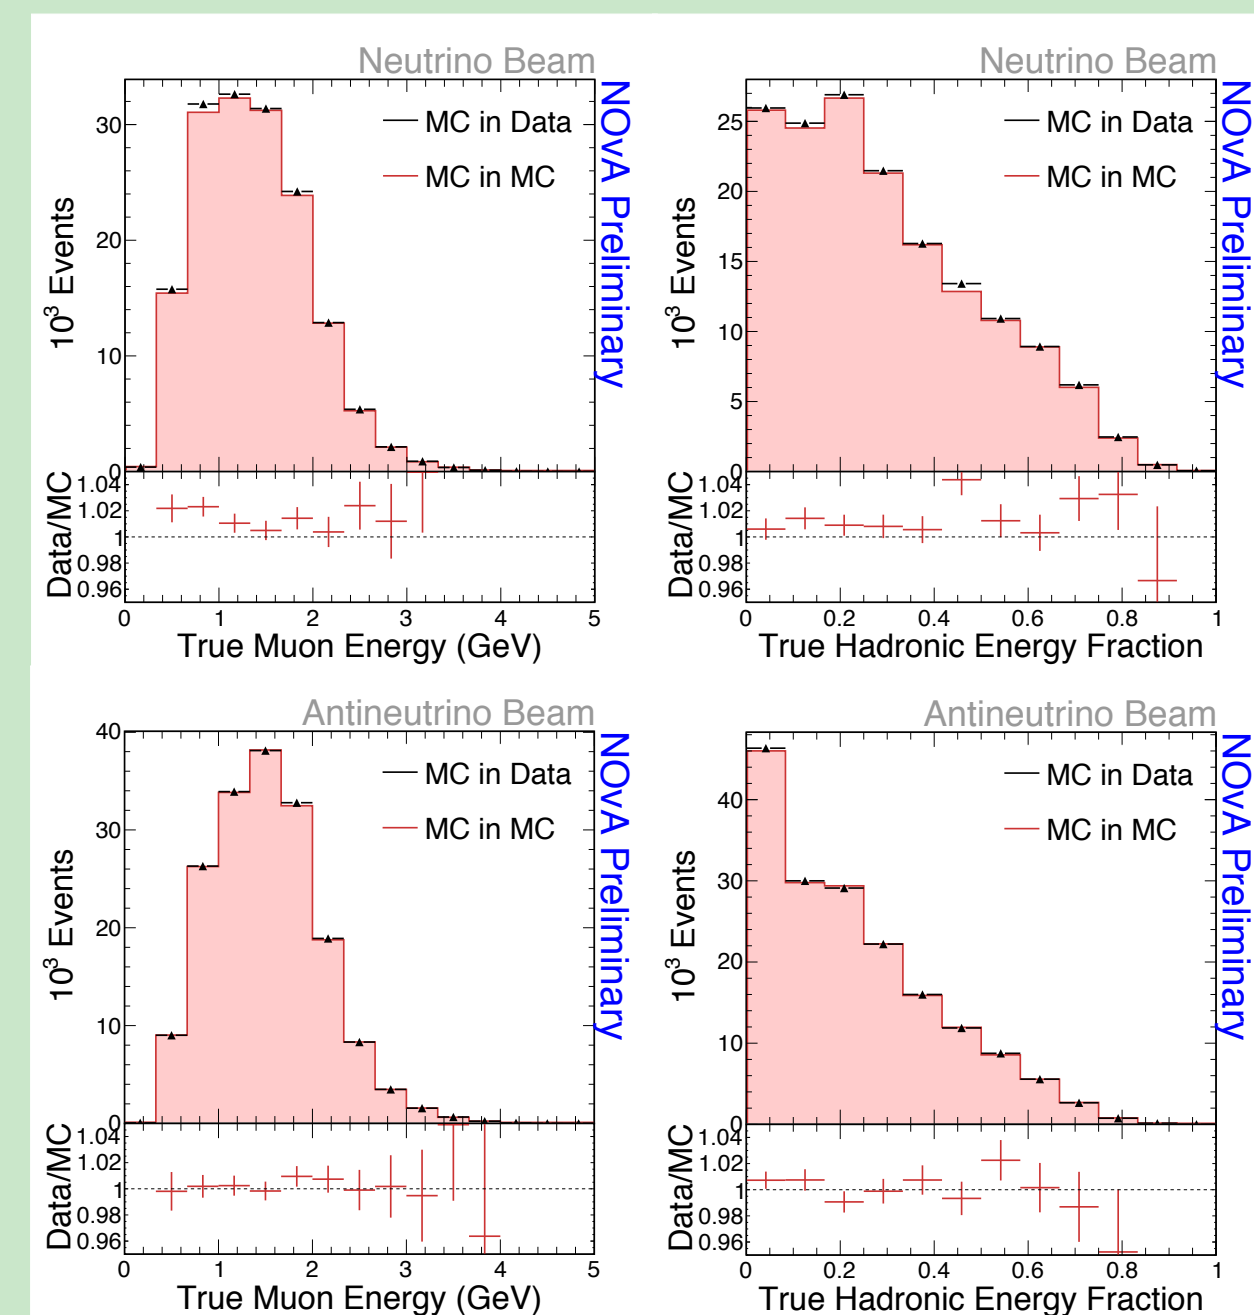 Neutrino Beam
NOvA Preliminary
MC in Data
MC in MC
10³ Events
30
20
10
0
Data/MC
1.04
1.02
1
0.98
0.96
0 1 2 3 4 5
True Muon Energy (GeV)
Neutrino Beam
NOvA Preliminary
MC in Data
MC in MC
10³ Events
25
20
15
10
5
0
Data/MC
1.04
1.02
1
0.98
0.96
0 0.2 0.4 0.6 0.8 1
True Hadronic Energy Fraction
Antineutrino Beam
NOvA Preliminary
MC in Data
MC in MC
10³ Events
40
30
20
10
0
Data/MC
1.04
1.02
1
0.98
0.96
0 1 2 3 4 5
True Muon Energy (GeV)
Antineutrino Beam
NOvA Preliminary
MC in Data
MC in MC
10³ Events
40
30
20
10
0
Data/MC
1.04
1.02
1
0.98
0.96
0 0.2 0.4 0.6 0.8 1
True Hadronic Energy Fraction